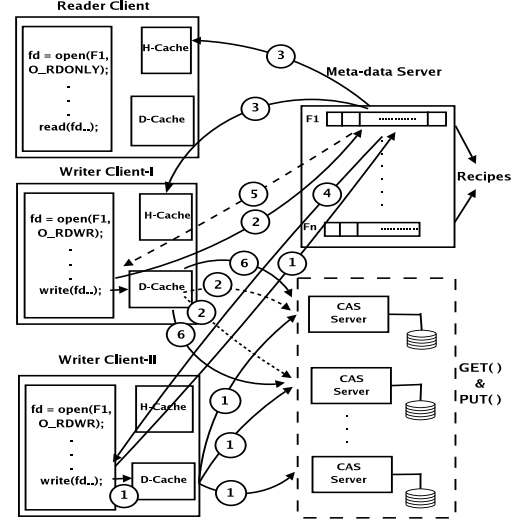 Reader Client
fd = open(F1,
O_RDONLY);
.
.
.
read(fd..);
H-Cache
D-Cache
3
3
Meta-data Server
F1
............
Fn
............
Recipes
Writer Client-I
fd = open(F1,
O_RDWR);
.
.
.
write(fd..);
H-Cache
D-Cache
5
2
4
1
6
2
2
6
Writer Client-II
fd = open(F1,
O_RDWR);
.
.
.
write(fd..);
H-Cache
D-Cache
1
1
1
1
CAS
Server
CAS
Server
.
.
.
CAS
Server
GET()
&
PUT()